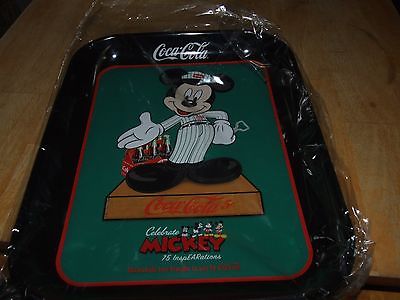 Coca-Cola
Coca-Cola
Celebrate
MICKEY
75 InspEARations